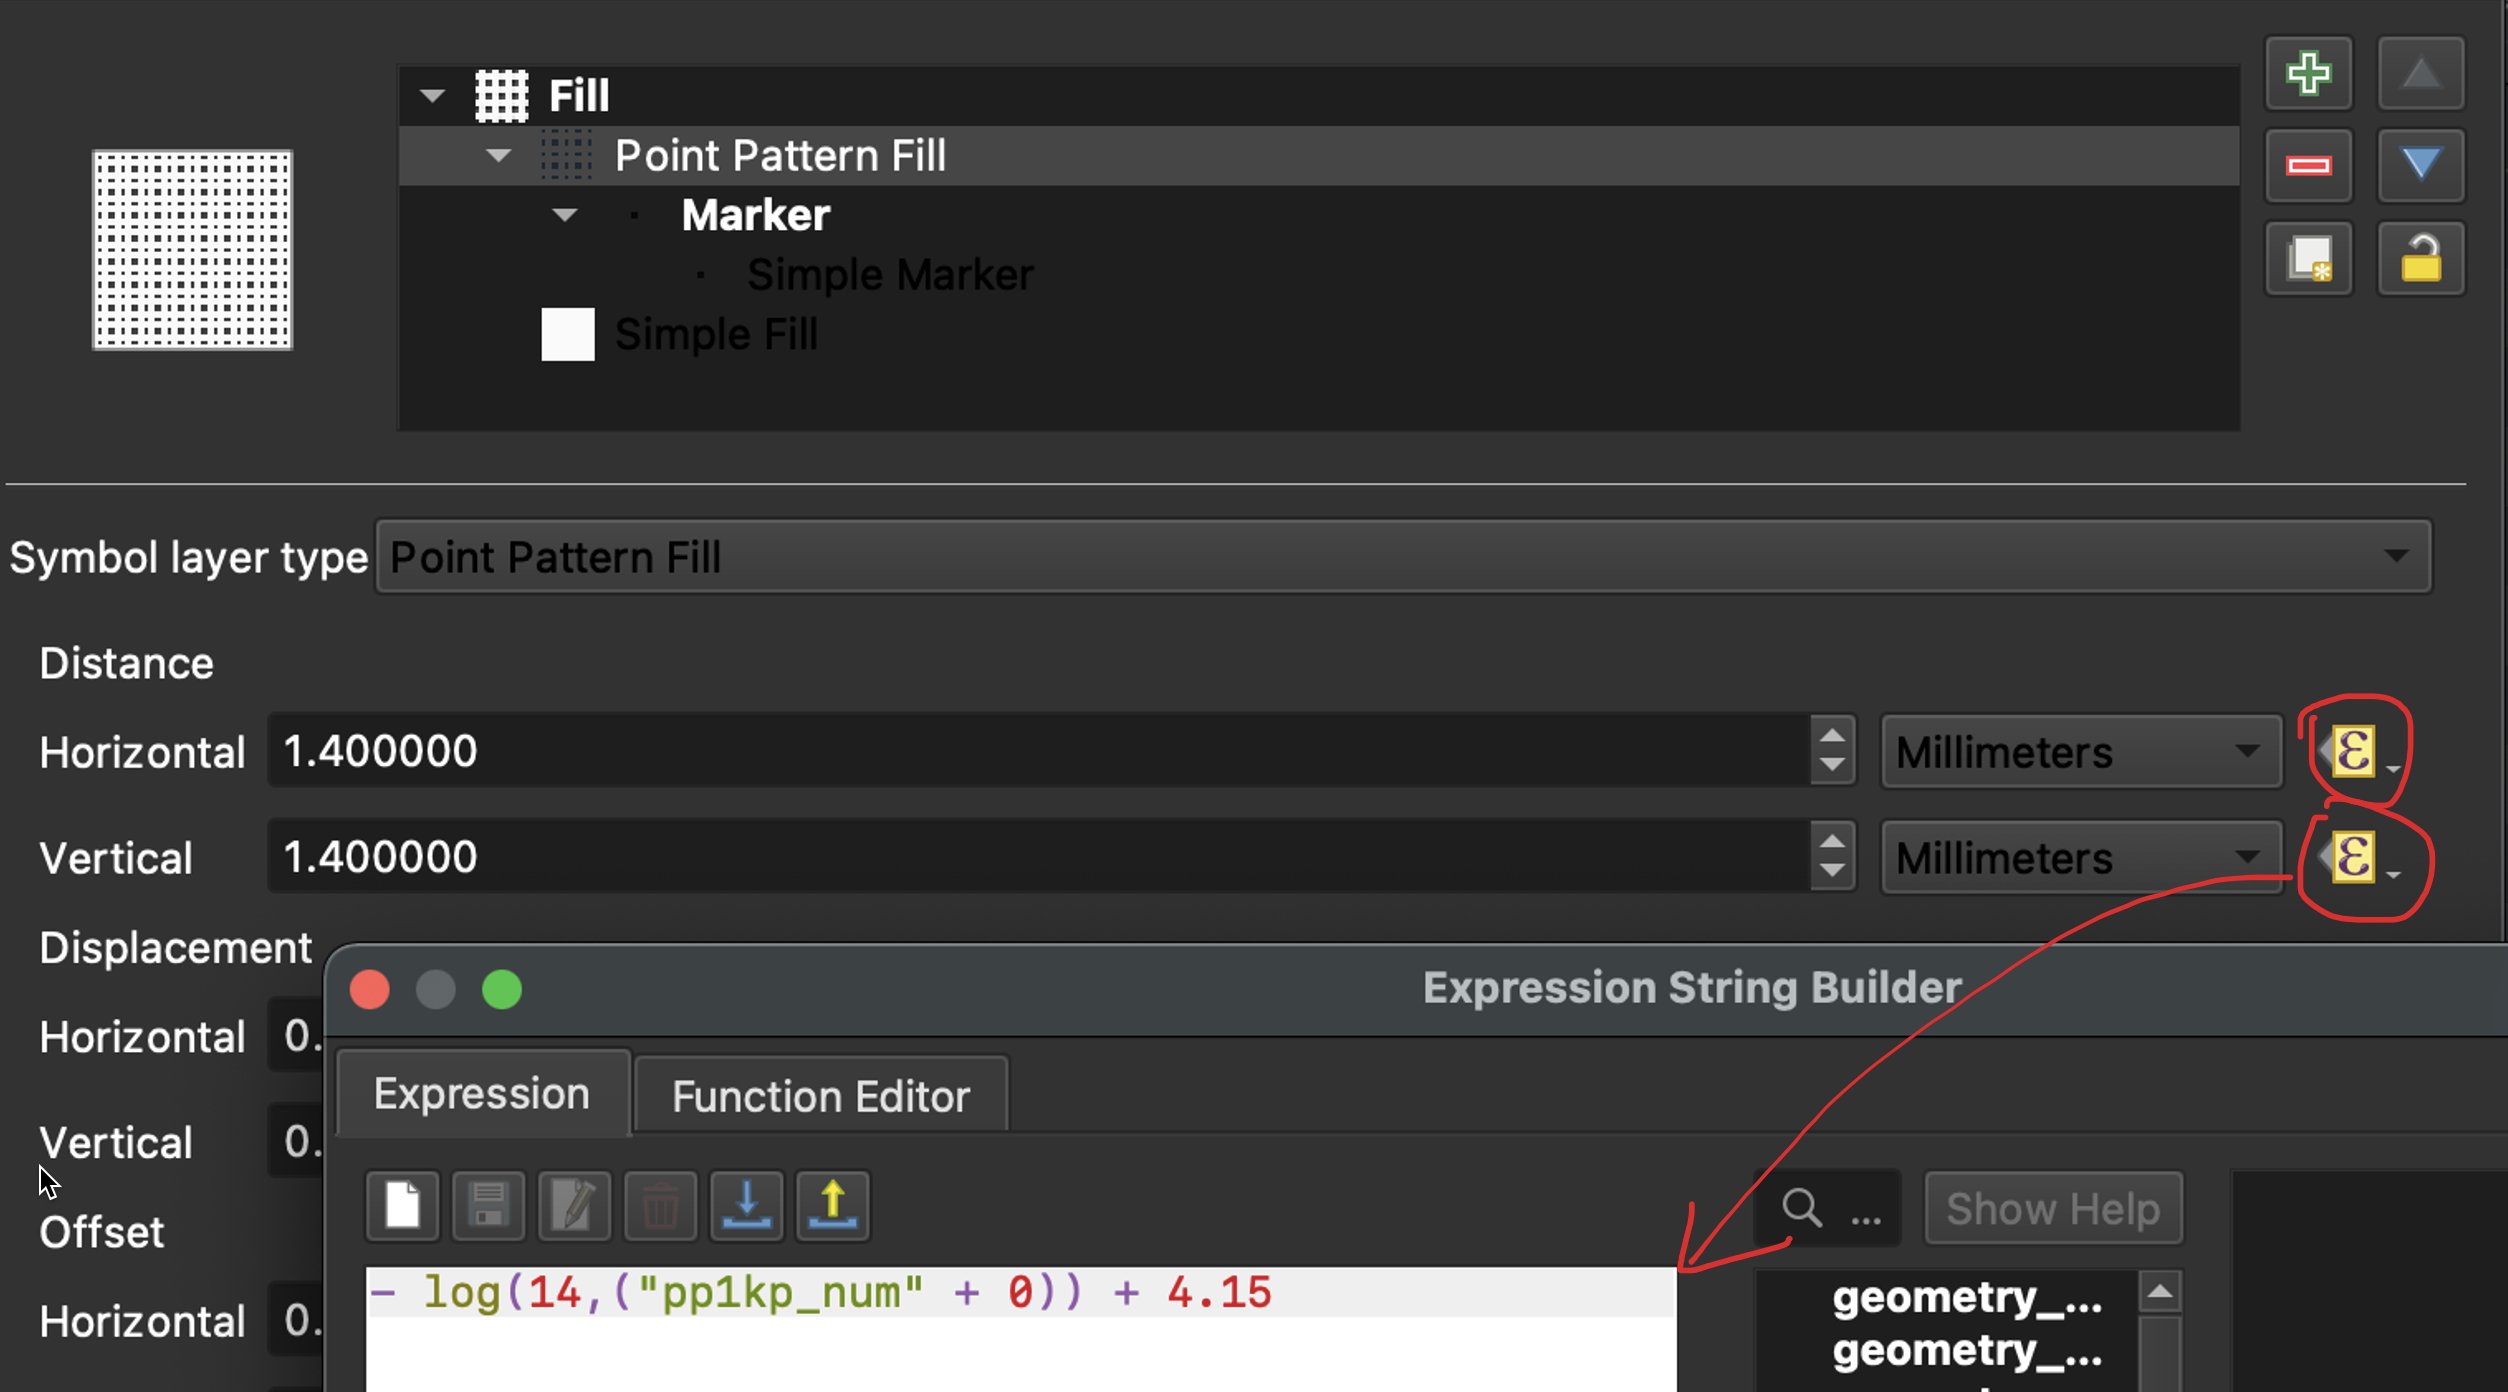 Fill
Point Pattern Fill
Marker
Simple Marker
Simple Fill
Symbol layer type Point Pattern Fill
Distance
Horizontal 1.400000 Millimeters ε
Vertical 1.400000 Millimeters ε
Displacement
Expression String Builder
Horizontal 0.
Expression Function Editor
Vertical 0.
... Show Help
Offset
- log(14,("pp1kp_num" + 0)) + 4.15
geometry_...
Horizontal 0.
geometry_...